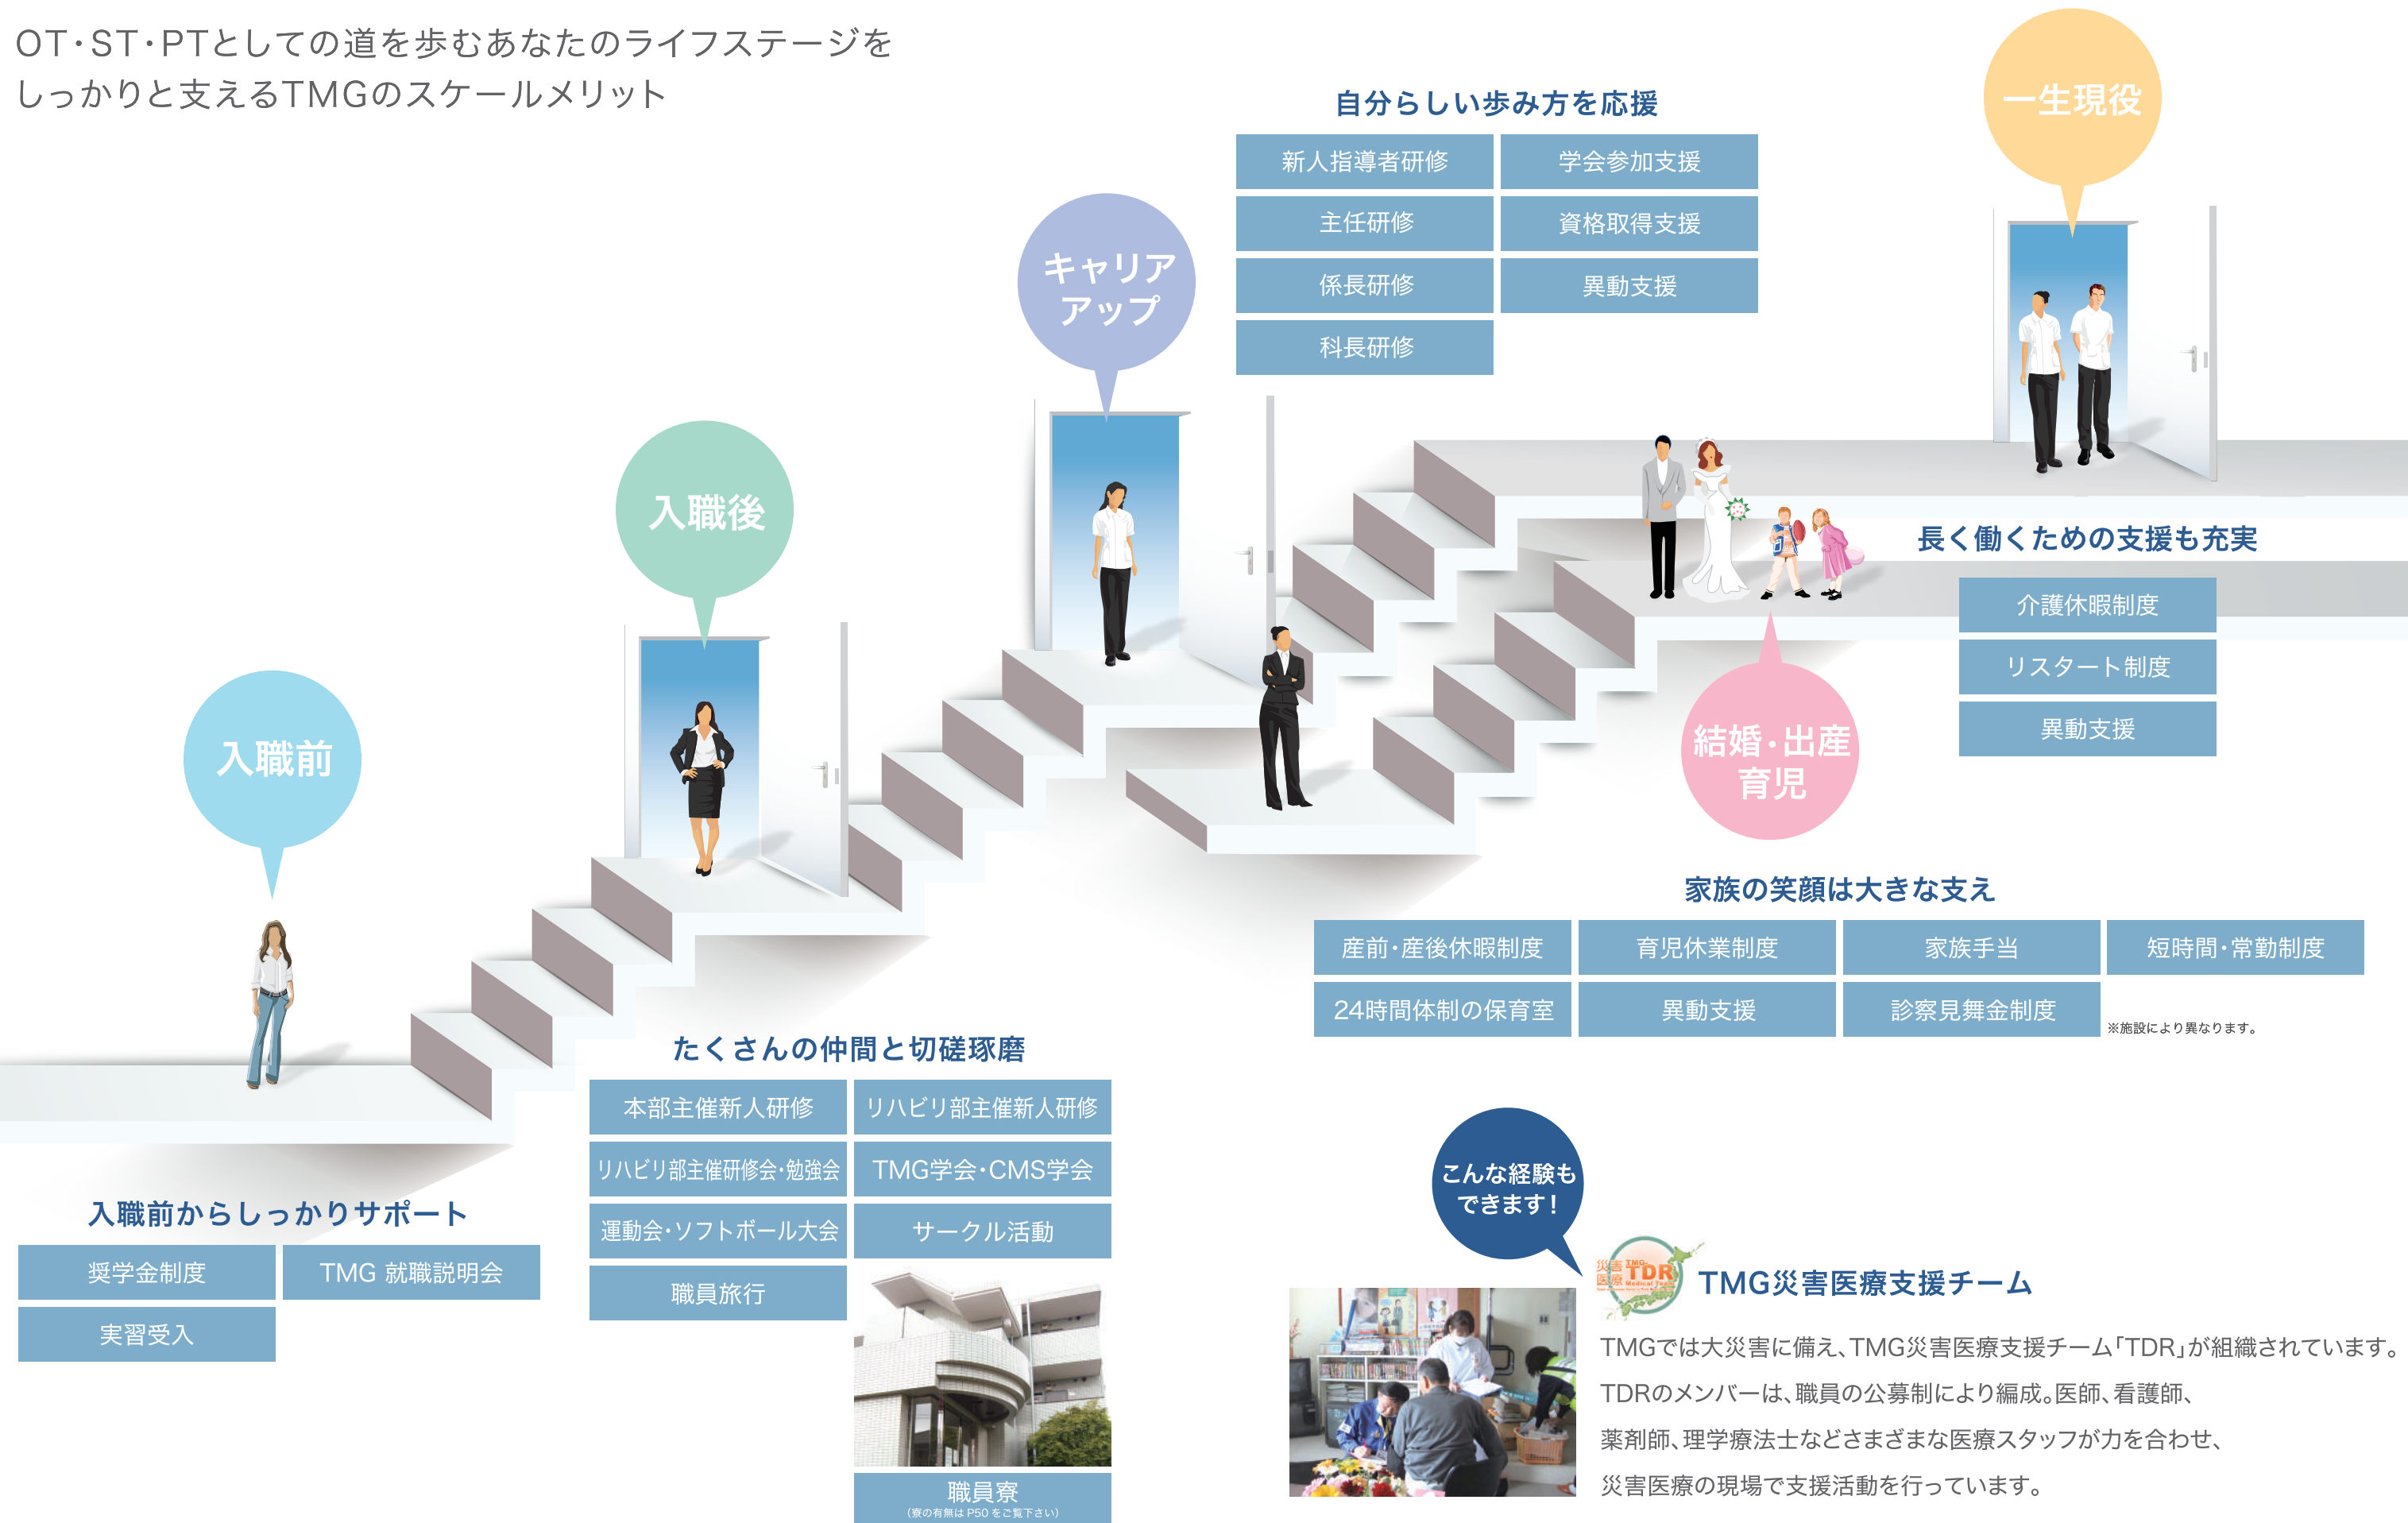 OT・ST・PTとしての道を歩むあなたのライフステージを
しっかりと支えるTMGのスケールメリット
入職前
入職前からしっかりサポート
奨学金制度
TMG 就職説明会
実習受入
入職後
たくさんの仲間と切磋琢磨
本部主催新人研修
リハビリ部主催新人研修
リハビリ部主催研修会・勉強会
TMG学会・CMS学会
運動会・ソフトボール大会
サークル活動
職員旅行
職員寮
（寮の有無は P50 をご覧下さい）
キャリア
アップ
自分らしい歩み方を応援
新人指導者研修
学会参加支援
主任研修
資格取得支援
係長研修
異動支援
科長研修
結婚・出産
育児
家族の笑顔は大きな支え
産前・産後休暇制度
育児休業制度
家族手当
短時間・常勤制度
24時間体制の保育室
異動支援
診察見舞金制度
※施設により異なります。
一生現役
長く働くための支援も充実
介護休暇制度
リスタート制度
異動支援
こんな経験も
できます！
災害
医療
TMG
TDR
Medical Team
TMG災害医療支援チーム
TMGでは大災害に備え、TMG災害医療支援チーム「TDR」が組織されています。
TDRのメンバーは、職員の公募制により編成。医師、看護師、
薬剤師、理学療法士などさまざまな医療スタッフが力を合わせ、
災害医療の現場で支援活動を行っています。